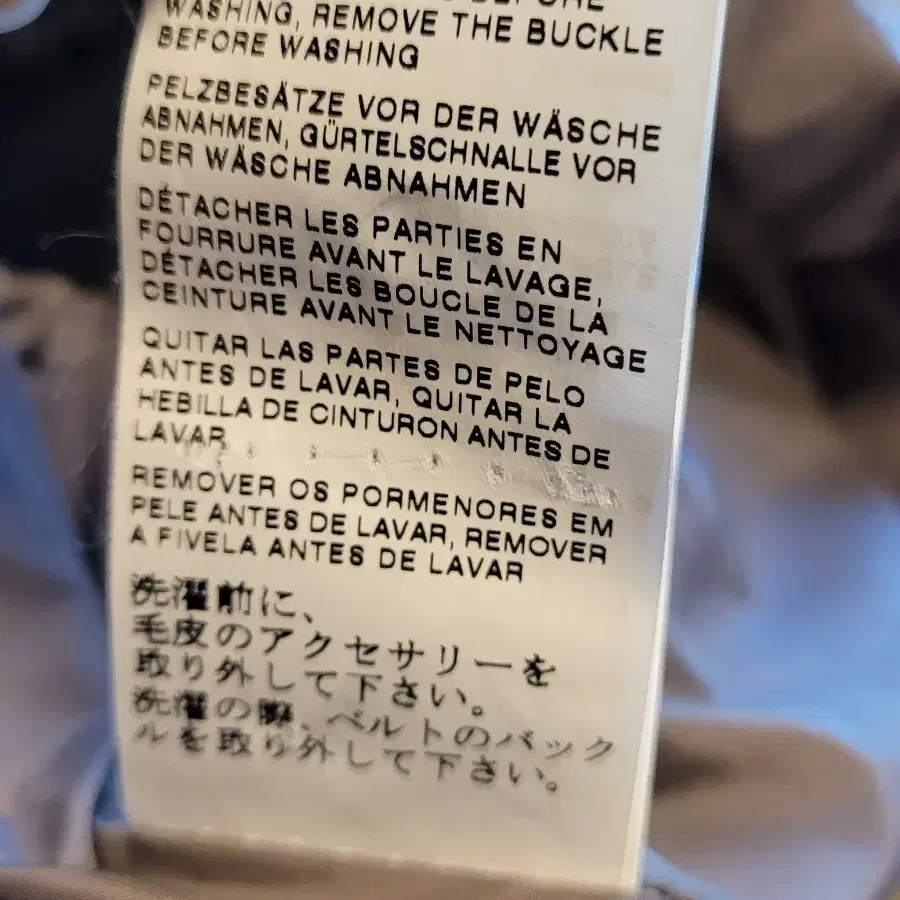 BEFORE
WASHING, REMOVE THE BUCKLE
BEFORE WASHING
PELZBESÄTZE VOR DER WÄSCHE
ABNAHMEN, GÜRTELSCHNALLE VOR
DER WÄSCHE ABNAHMEN
DÉTACHER LES PARTIES EN
FOURRURE AVANT LE LAVAGE,
DÉTACHER LES BOUCLE DE LA
CEINTURE AVANT LE NETTOYAGE
QUITAR LAS PARTES DE PELO
ANTES DE LAVAR, QUITAR LA
HEBILLA DE CINTURON ANTES DE
LAVAR
REMOVER OS PORMENORES EM
PELE ANTES DE LAVAR, REMOVER
A FIVELA ANTES DE LAVAR
洗濯前に、
毛皮のアクセサリーを
取り外して下さい。
洗濯の際、ベルトのバック
ルを取り外して下さい。